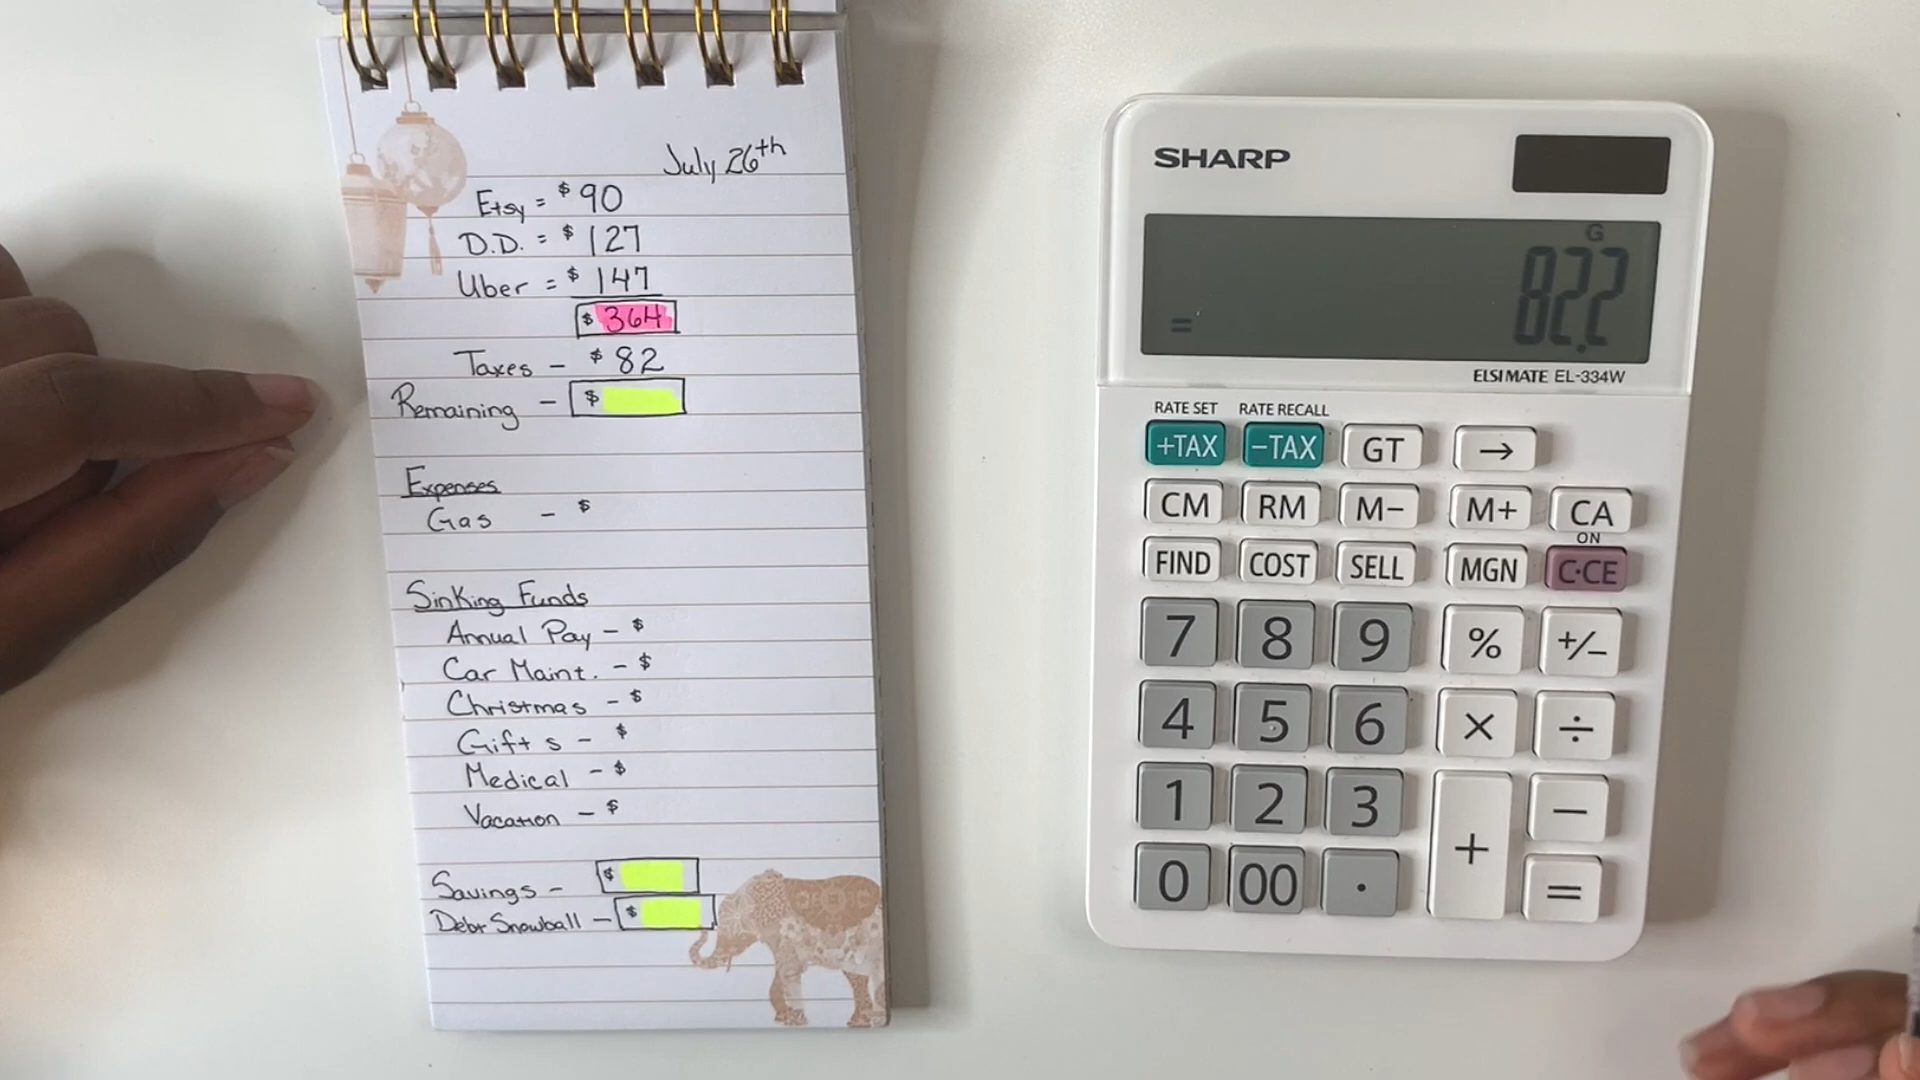 July 26th
Etsy = $90
D.D. = $127
Uber = $147
$364
Taxes - $82
Remaining - $
Expenses
Gas - $
Sinking Funds
Annual Pay - $
Car Maint. - $
Christmas - $
Gifts - $
Medical - $
Vacation - $
Savings - $
Debt Snowball - $
SHARP
G
= 82.2
ELSIMATE EL-334W
RATE SET RATE RECALL
+TAX -TAX GT →
CM RM M− M+ CA
ON
FIND COST SELL MGN C·CE
7 8 9 % +/−
4 5 6 × ÷
1 2 3 + −
0 00 . =